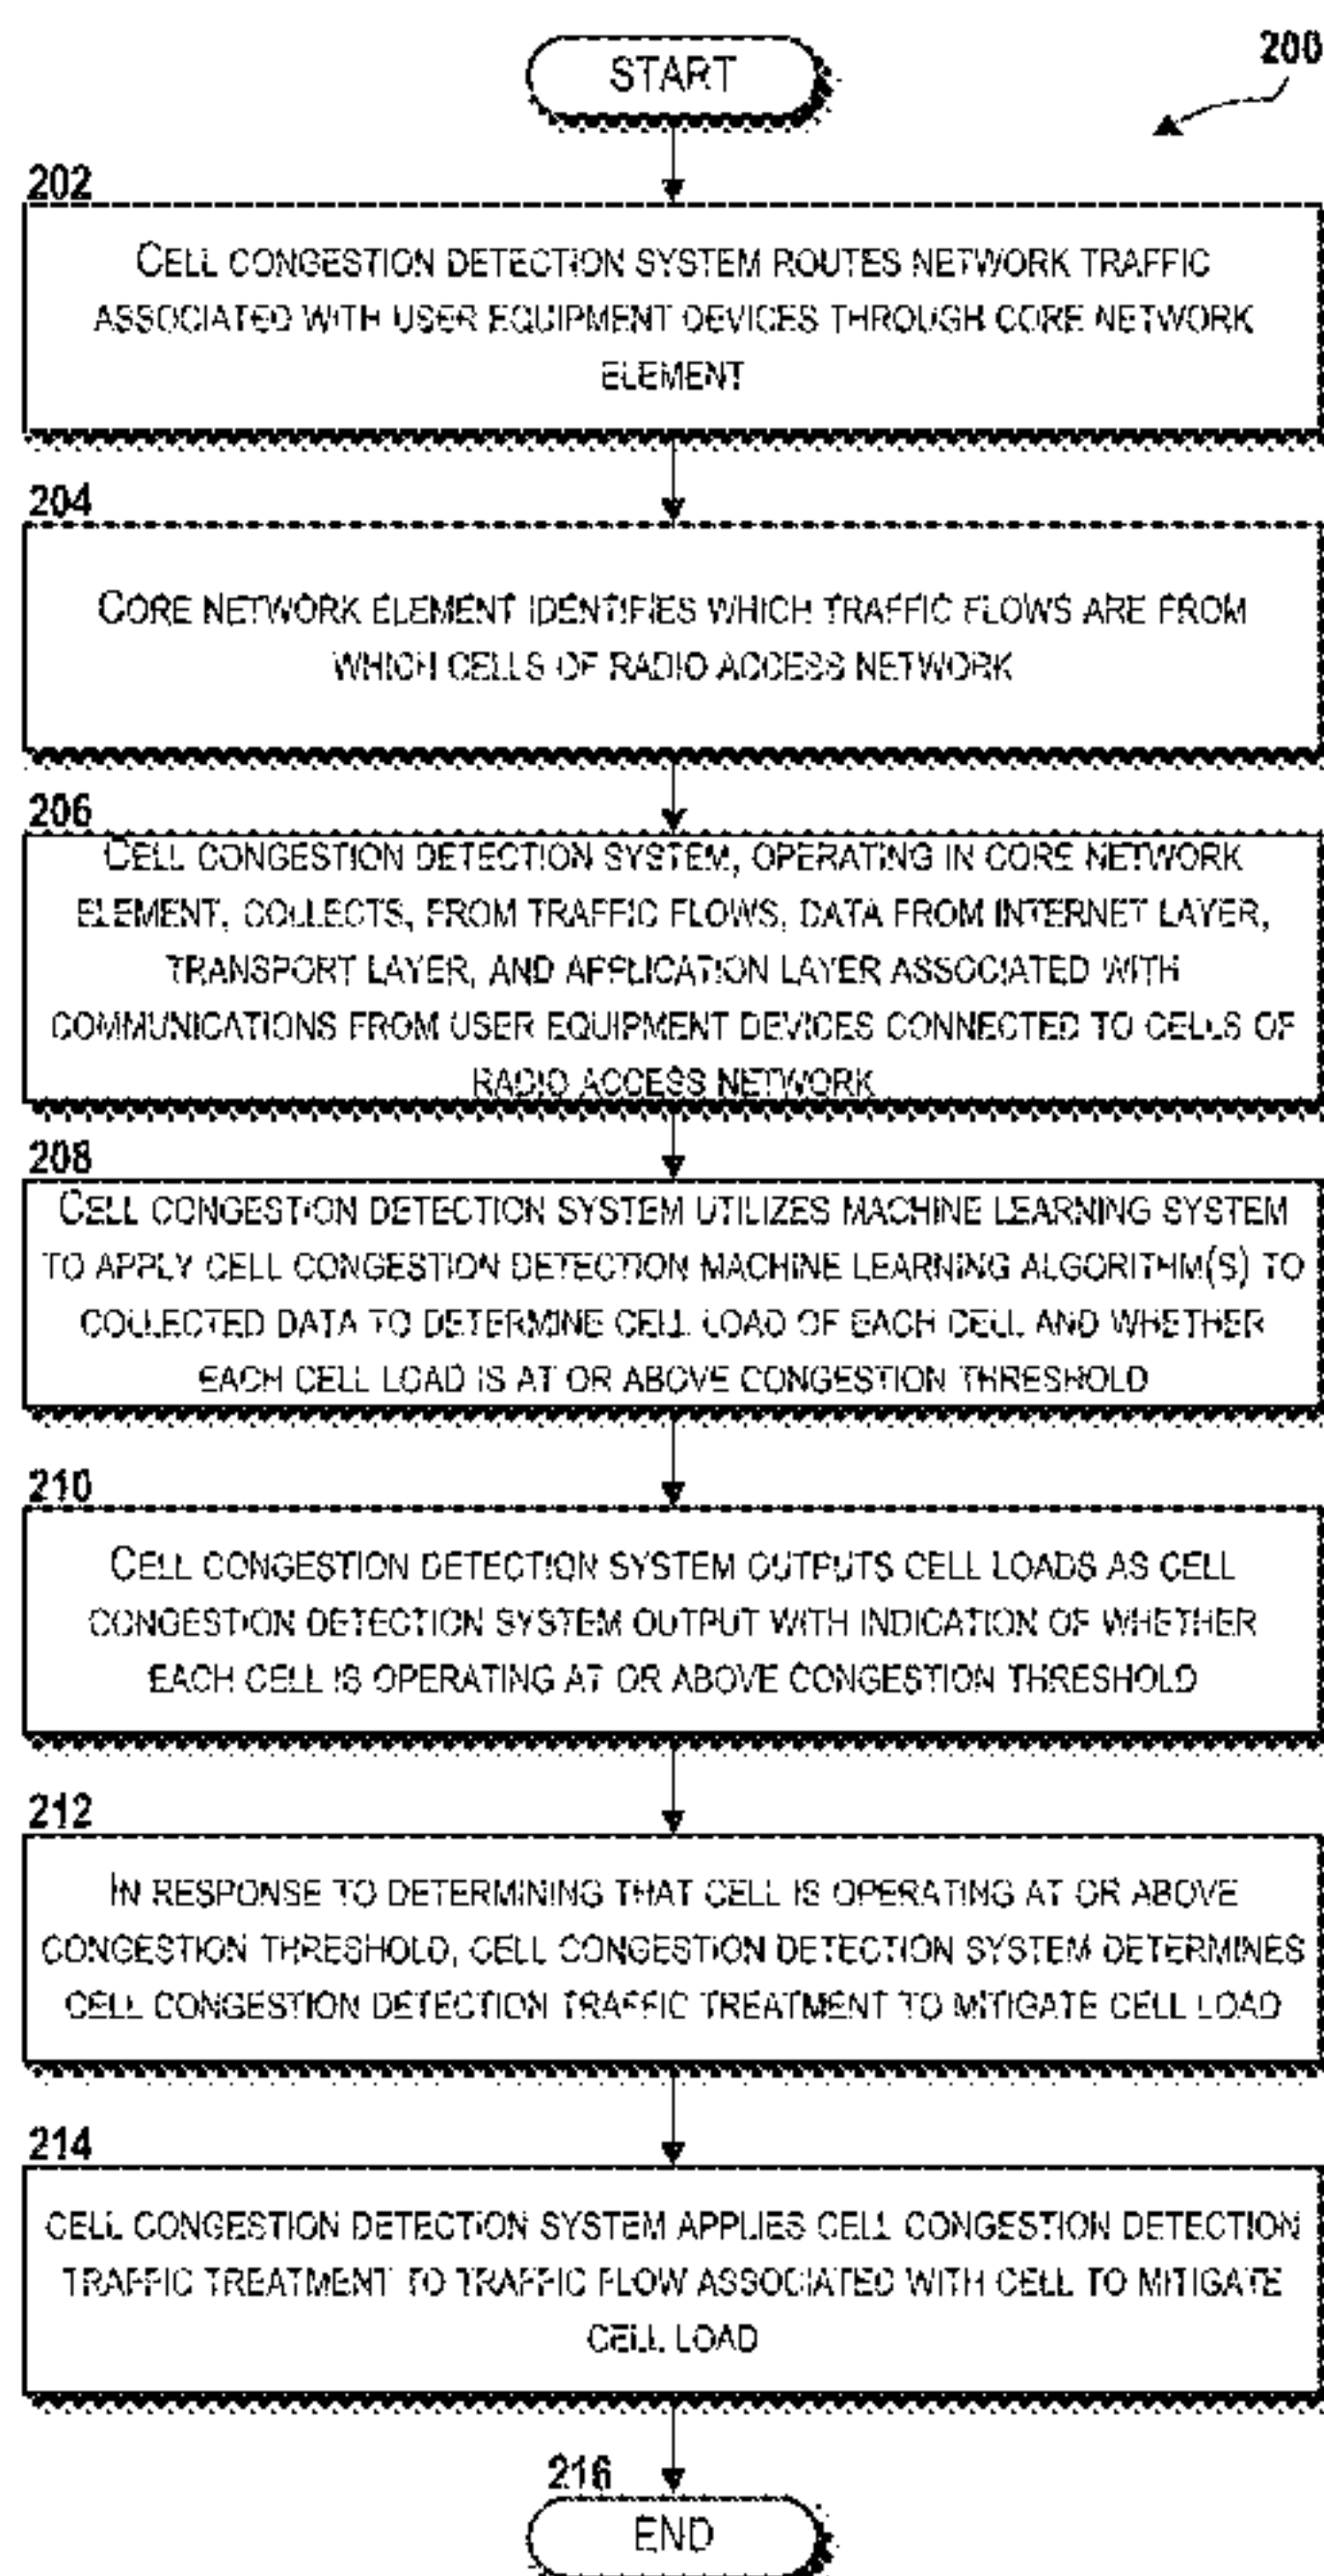 START
200
202
CELL CONGESTION DETECTION SYSTEM ROUTES NETWORK TRAFFIC
ASSOCIATED WITH USER EQUIPMENT DEVICES THROUGH CORE NETWORK
ELEMENT
204
CORE NETWORK ELEMENT IDENTIFIES WHICH TRAFFIC FLOWS ARE FROM
WHICH CELLS OF RADIO ACCESS NETWORK
206
CELL CONGESTION DETECTION SYSTEM, OPERATING IN CORE NETWORK
ELEMENT, COLLECTS, FROM TRAFFIC FLOWS, DATA FROM INTERNET LAYER,
TRANSPORT LAYER, AND APPLICATION LAYER ASSOCIATED WITH
COMMUNICATIONS FROM USER EQUIPMENT DEVICES CONNECTED TO CELLS OF
RADIO ACCESS NETWORK
208
CELL CONGESTION DETECTION SYSTEM UTILIZES MACHINE LEARNING SYSTEM
TO APPLY CELL CONGESTION DETECTION MACHINE LEARNING ALGORITHM(S) TO
COLLECTED DATA TO DETERMINE CELL LOAD OF EACH CELL AND WHETHER
EACH CELL LOAD IS AT OR ABOVE CONGESTION THRESHOLD
210
CELL CONGESTION DETECTION SYSTEM OUTPUTS CELL LOADS AS CELL
CONGESTION DETECTION SYSTEM OUTPUT WITH INDICATION OF WHETHER
EACH CELL IS OPERATING AT OR ABOVE CONGESTION THRESHOLD
212
IN RESPONSE TO DETERMINING THAT CELL IS OPERATING AT OR ABOVE
CONGESTION THRESHOLD, CELL CONGESTION DETECTION SYSTEM DETERMINES
CELL CONGESTION DETECTION TRAFFIC TREATMENT TO MITIGATE CELL LOAD
214
CELL CONGESTION DETECTION SYSTEM APPLIES CELL CONGESTION DETECTION
TRAFFIC TREATMENT TO TRAFFIC FLOW ASSOCIATED WITH CELL TO MITIGATE
CELL LOAD
216
END